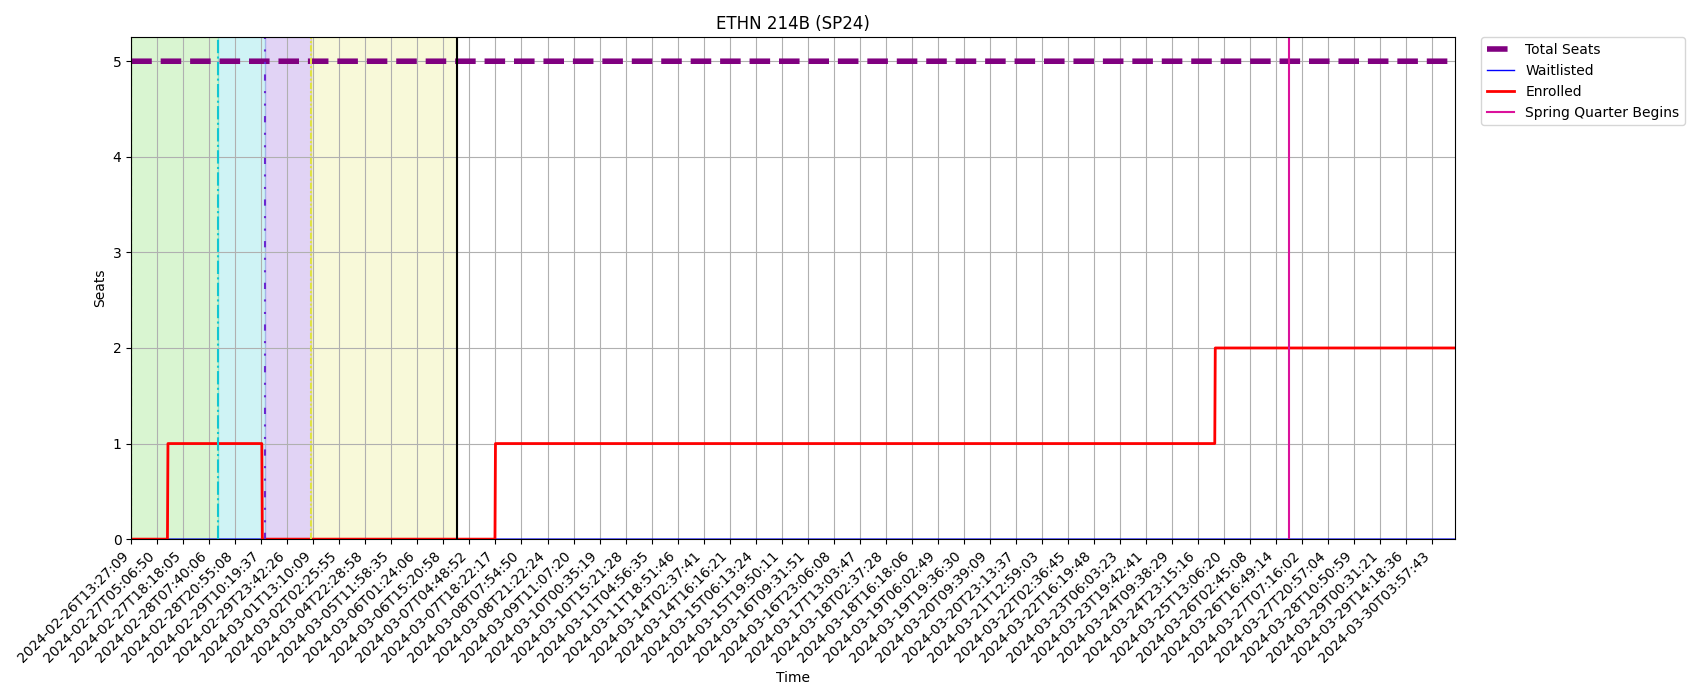 ETHN 214B (SP24)
Total Seats
Waitlisted
Enrolled
Spring Quarter Begins
5
4
3
2
1
0
Seats
2024-02-26T13:27:09
2024-02-27T05:06:50
2024-02-27T18:18:05
2024-02-28T07:40:06
2024-02-28T20:55:08
2024-02-29T10:19:37
2024-02-29T23:42:26
2024-03-01T13:10:09
2024-03-02T02:25:55
2024-03-04T22:28:58
2024-03-05T11:58:35
2024-03-06T01:24:06
2024-03-06T15:20:58
2024-03-07T04:48:52
2024-03-07T18:22:17
2024-03-08T07:54:50
2024-03-08T21:22:24
2024-03-09T11:07:20
2024-03-10T00:35:19
2024-03-10T15:21:28
2024-03-11T04:56:35
2024-03-11T18:51:46
2024-03-14T02:37:41
2024-03-14T16:16:21
2024-03-15T06:13:24
2024-03-15T19:50:11
2024-03-16T09:31:51
2024-03-16T23:06:08
2024-03-17T13:03:47
2024-03-18T02:37:28
2024-03-18T16:18:06
2024-03-19T06:02:49
2024-03-19T19:36:30
2024-03-20T09:39:09
2024-03-20T23:13:37
2024-03-21T12:59:03
2024-03-22T02:36:45
2024-03-22T16:19:48
2024-03-23T06:03:23
2024-03-23T19:42:41
2024-03-24T09:38:29
2024-03-24T23:15:16
2024-03-25T13:06:20
2024-03-26T02:45:08
2024-03-26T16:49:14
2024-03-27T07:16:02
2024-03-27T20:57:04
2024-03-28T10:50:59
2024-03-29T00:31:21
2024-03-29T14:18:36
2024-03-30T03:57:43
Time